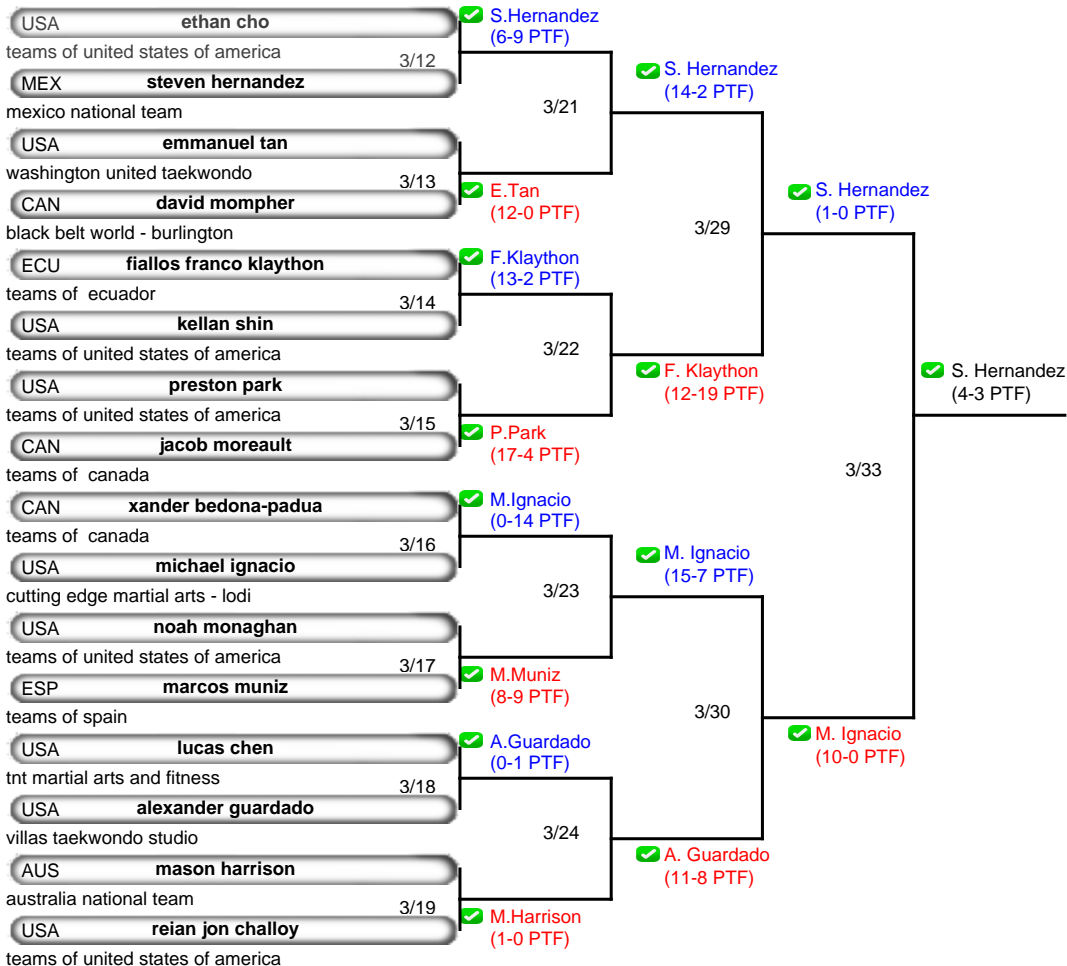 USA ethan cho
teams of united states of america
3/12
MEX steven hernandez
mexico national team
USA emmanuel tan
washington united taekwondo
3/13
CAN david mompher
black belt world - burlington
ECU fiallos franco klaython
teams of  ecuador
3/14
USA kellan shin
teams of united states of america
USA preston park
teams of united states of america
3/15
CAN jacob moreault
teams of  canada
CAN xander bedona-padua
teams of  canada
3/16
USA michael ignacio
cutting edge martial arts - lodi
USA noah monaghan
teams of united states of america
3/17
ESP marcos muniz
teams of spain
USA lucas chen
tnt martial arts and fitness
3/18
USA alexander guardado
villas taekwondo studio
AUS mason harrison
australia national team
3/19
USA reian jon challoy
teams of united states of america
S.Hernandez
(6-9 PTF)
3/21
E.Tan
(12-0 PTF)
F.Klaython
(13-2 PTF)
3/22
P.Park
(17-4 PTF)
M.Ignacio
(0-14 PTF)
3/23
M.Muniz
(8-9 PTF)
A.Guardado
(0-1 PTF)
3/24
M.Harrison
(1-0 PTF)
S. Hernandez
(14-2 PTF)
3/29
F. Klaython
(12-19 PTF)
M. Ignacio
(15-7 PTF)
3/30
A. Guardado
(11-8 PTF)
S. Hernandez
(1-0 PTF)
3/33
M. Ignacio
(10-0 PTF)
S. Hernandez
(4-3 PTF)